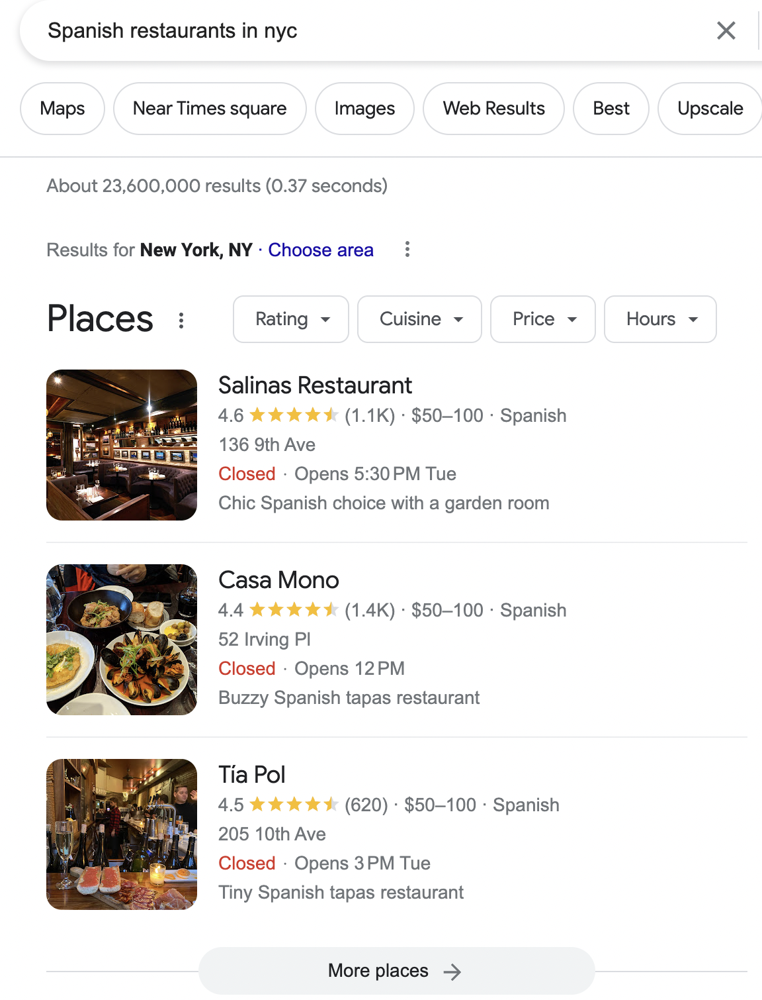 Spanish restaurants in nyc
Maps
Near Times square
Images
Web Results
Best
Upscale
About 23,600,000 results (0.37 seconds)
Results for New York, NY · Choose area
Places
Rating
Cuisine
Price
Hours
Salinas Restaurant
4.6 (1.1K) · $50–100 · Spanish
136 9th Ave
Closed · Opens 5:30 PM Tue
Chic Spanish choice with a garden room
Casa Mono
4.4 (1.4K) · $50–100 · Spanish
52 Irving Pl
Closed · Opens 12 PM
Buzzy Spanish tapas restaurant
Tía Pol
4.5 (620) · $50–100 · Spanish
205 10th Ave
Closed · Opens 3 PM Tue
Tiny Spanish tapas restaurant
More places